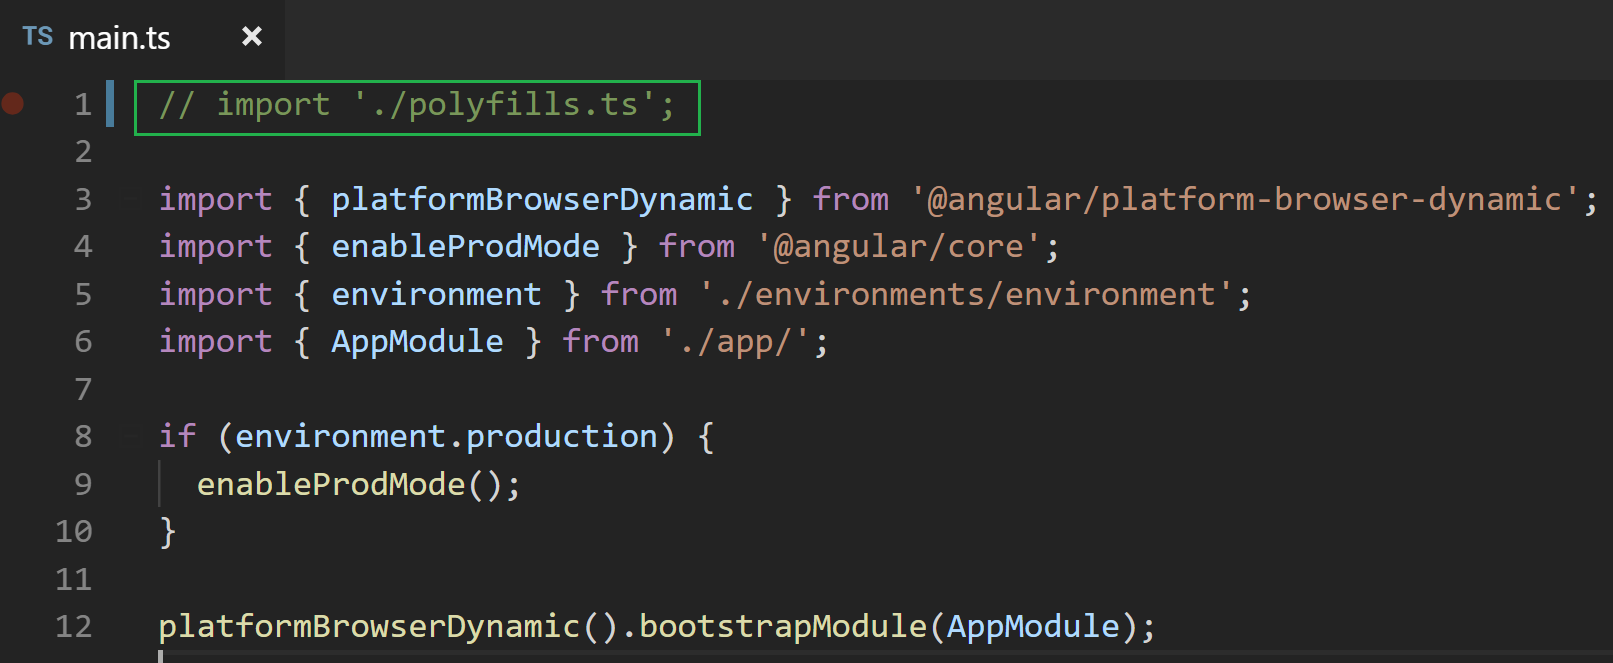 TS main.ts ×
1 // import './polyfills.ts';
2
3 import { platformBrowserDynamic } from '@angular/platform-browser-dynamic';
4 import { enableProdMode } from '@angular/core';
5 import { environment } from './environments/environment';
6 import { AppModule } from './app/';
7
8 if (environment.production) {
9   enableProdMode();
10 }
11
12 platformBrowserDynamic().bootstrapModule(AppModule);